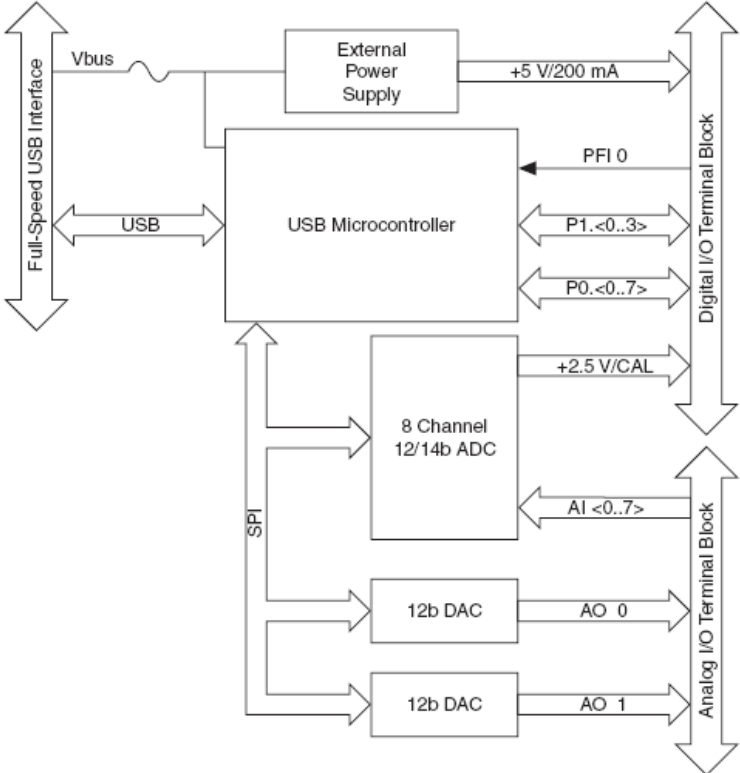 Full-Speed USB Interface
Vbus
External
Power
Supply
+5 V/200 mA
Digital I/O Terminal Block
PFI 0
USB
USB Microcontroller
P1.<0..3>
P0.<0..7>
+2.5 V/CAL
8 Channel
12/14b ADC
SPI
AI <0..7>
Analog I/O Terminal Block
12b DAC
AO 0
12b DAC
AO 1